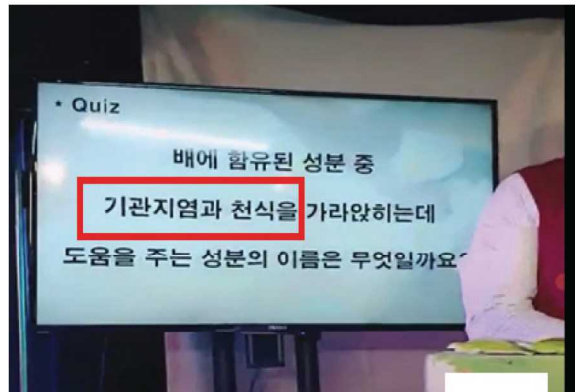 * Quiz
배에 함유된 성분 중
기관지염과 천식을 가라앉히는데
도움을 주는 성분의 이름은 무엇일까요?